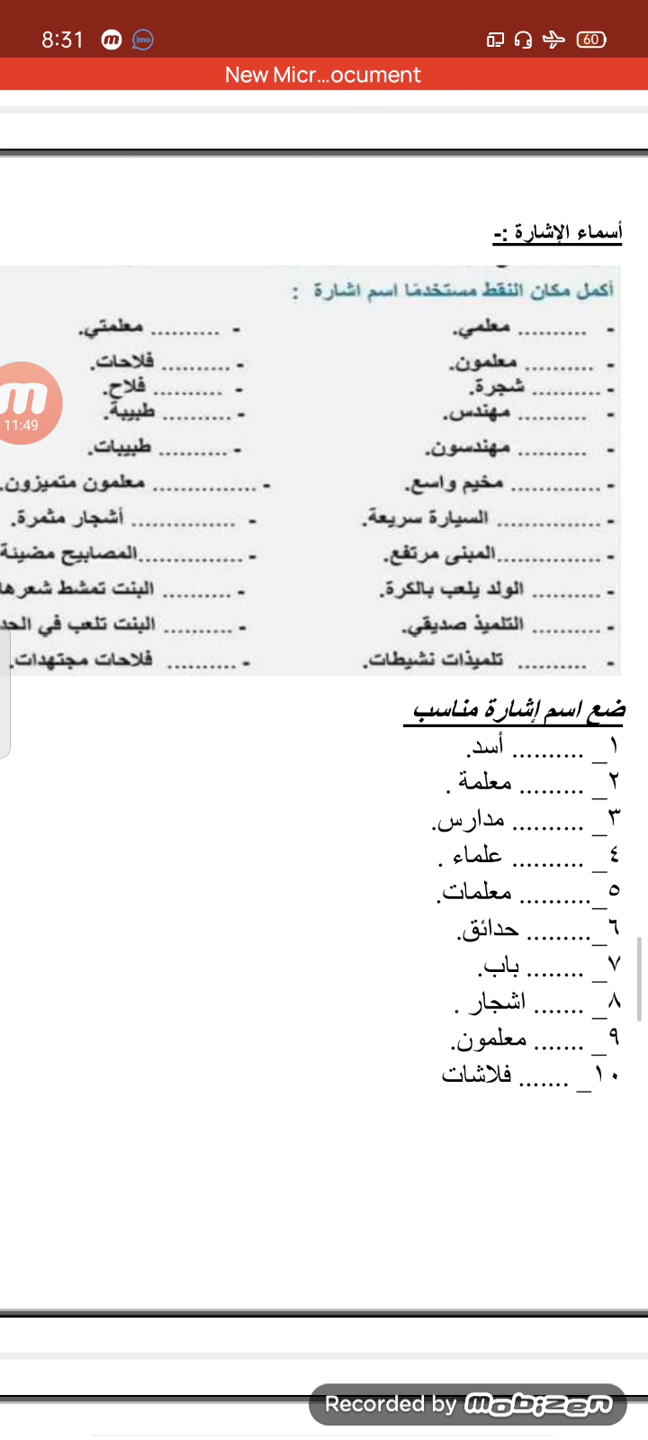 8:31
imo
60
New Micr...ocument
أسماء الإشارة :-
أكمل مكان النقط مستخدمًا اسم اشارة :
- .......... معلمي. - .......... معلمتي.
- .......... معلمون. - .......... فلاحات.
- .......... شجرة. - .......... فلاح.
- .......... مهندس. - .......... طبيبة.
- .......... مهندسون. - .......... طبيبات.
- ............. مخيم واسع. - ................ معلمون متميزون.
- ............... السيارة سريعة. - ................ أشجار مثمرة.
- ...............المبنى مرتفع. - ................المصابيح مضيئة
- .......... الولد يلعب بالكرة. - .......... البنت تمشط شعرها
- .......... التلميذ صديقي. - .......... البنت تلعب في الحد
- .......... تلميذات نشيطات. - .......... فلاحات مجتهدات.
11:49
ضع اسم إشارة مناسب
١_ .......... أسد.
٢_ ......... معلمة .
٣_ .......... مدارس.
٤_ .......... علماء .
٥_.......... معلمات.
٦_......... حدائق.
٧_ ........ باب.
٨_ ....... اشجار .
٩_ ....... معلمون.
١٠_ ....... فلاشات
Recorded by mobizen